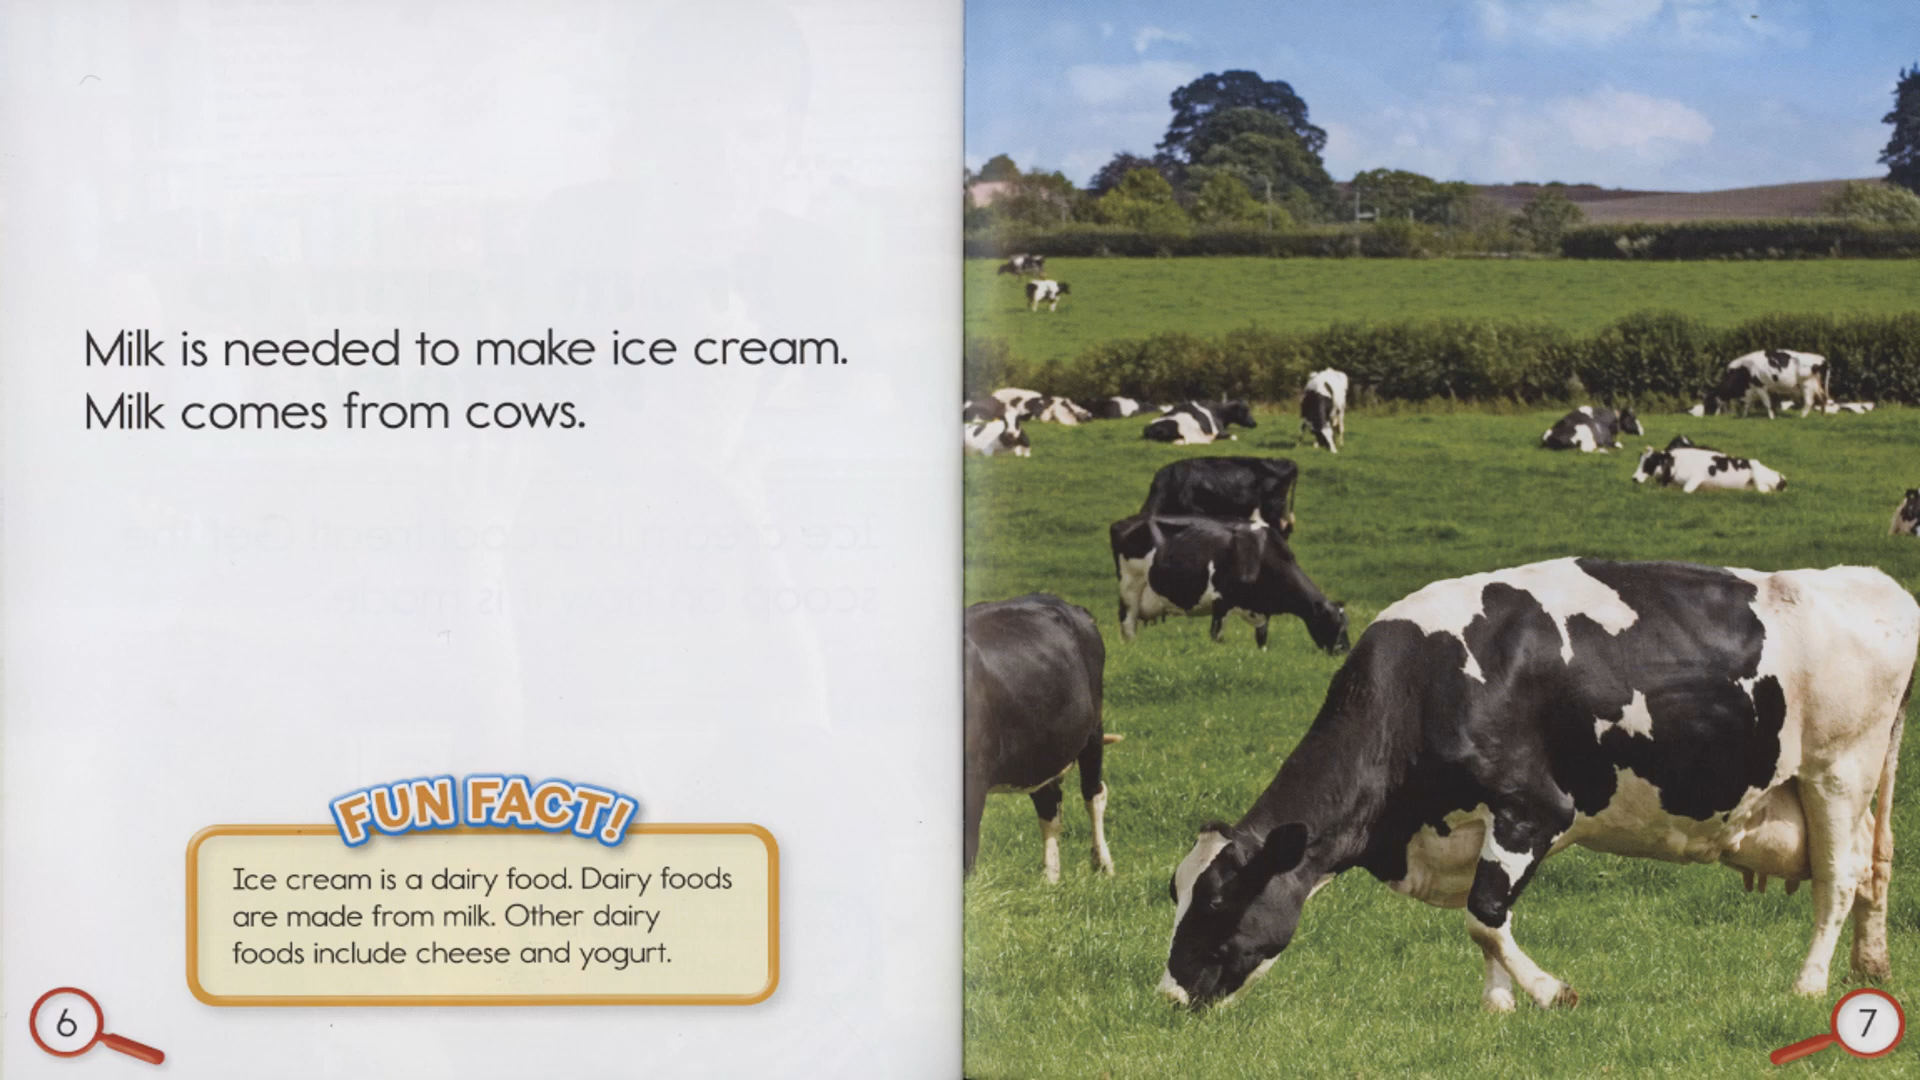 Milk is needed to make ice cream.
Milk comes from cows.
FUN FACT!
Ice cream is a dairy food. Dairy foods
are made from milk. Other dairy
foods include cheese and yogurt.
6
7